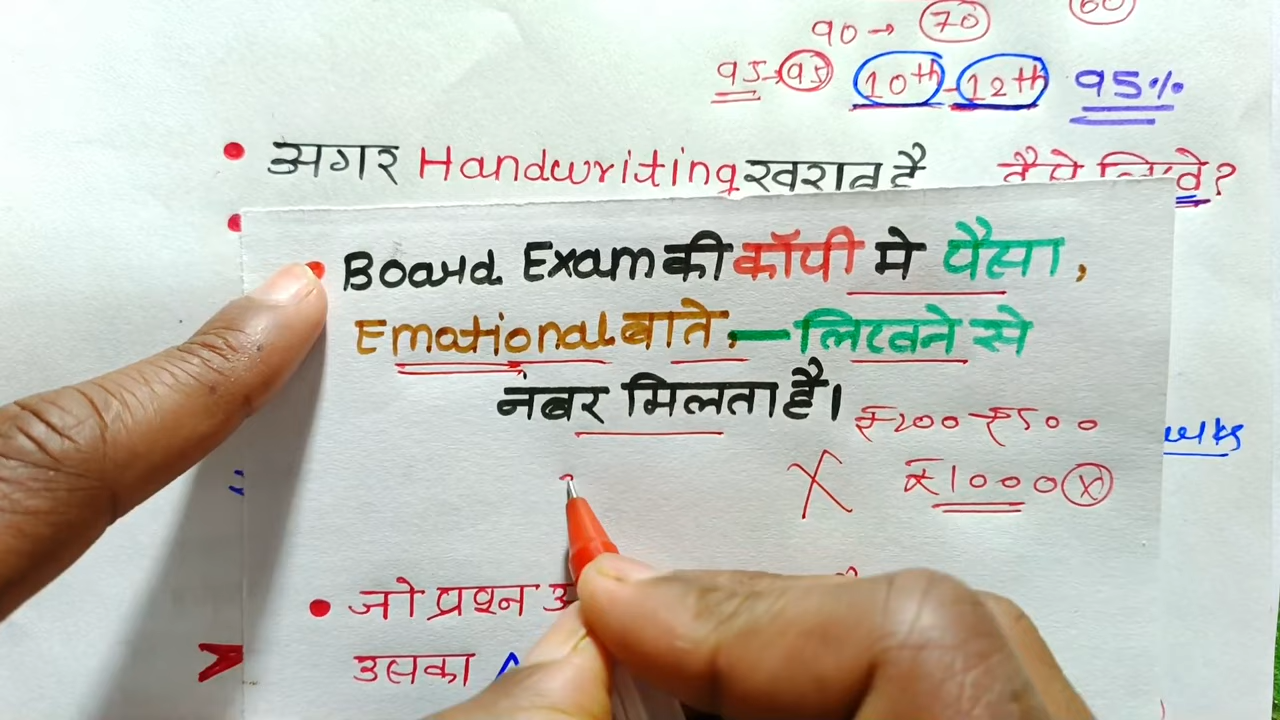 60
90 → 70
95 → 95 10th - 12th 95%
• अगर Handwriting खराब है कैसे लिखे?
• Board Exam की कॉपी मे पैसा,
Emotional बाते, — लिखने से
नंबर मिलता है।
₹200 - ₹500
X ₹1000 X
• जो प्रश्न
उसका